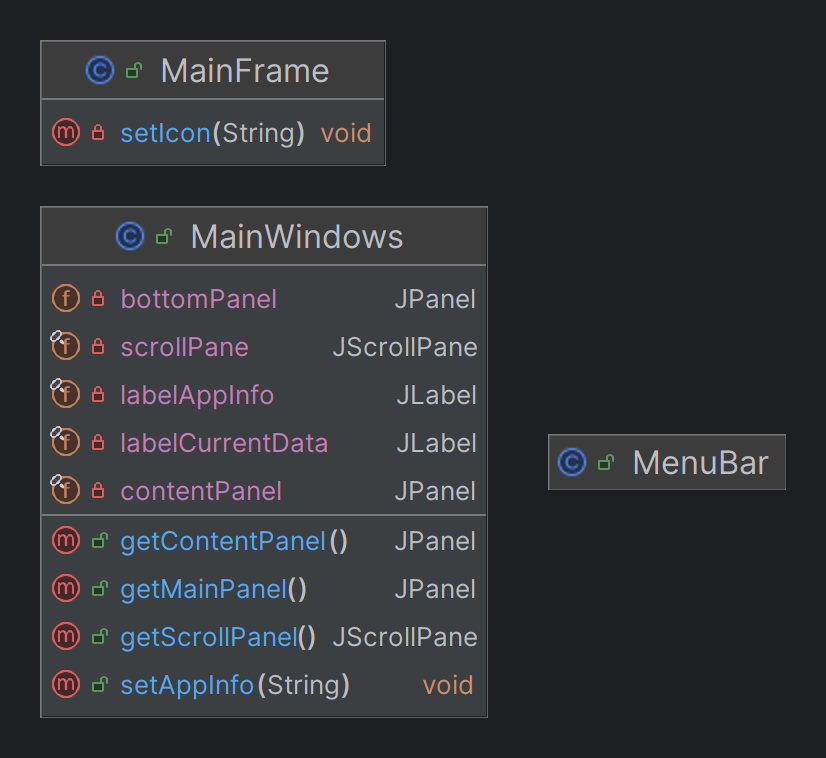 MainFrame
setIcon(String) void
MainWindows
bottomPanel JPanel
scrollPane JScrollPane
labelAppInfo JLabel
labelCurrentData JLabel
contentPanel JPanel
getContentPanel() JPanel
getMainPanel() JPanel
getScrollPanel() JScrollPane
setAppInfo(String) void
MenuBar